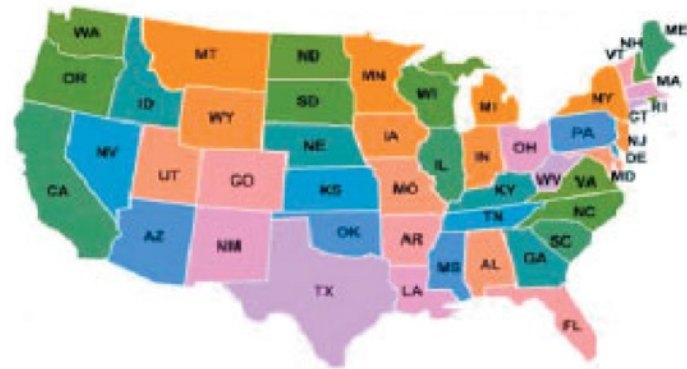 WA
MT
ND
MN
OR
ID
WY
SD
WI
MI
NY
VT
NH
ME
MA
RI
CT
NV
UT
CO
NE
IA
IL
IN
OH
PA
NJ
DE
MD
CA
KS
MO
KY
WV
VA
AZ
NM
OK
AR
TN
NC
SC
TX
LA
MS
AL
GA
FL